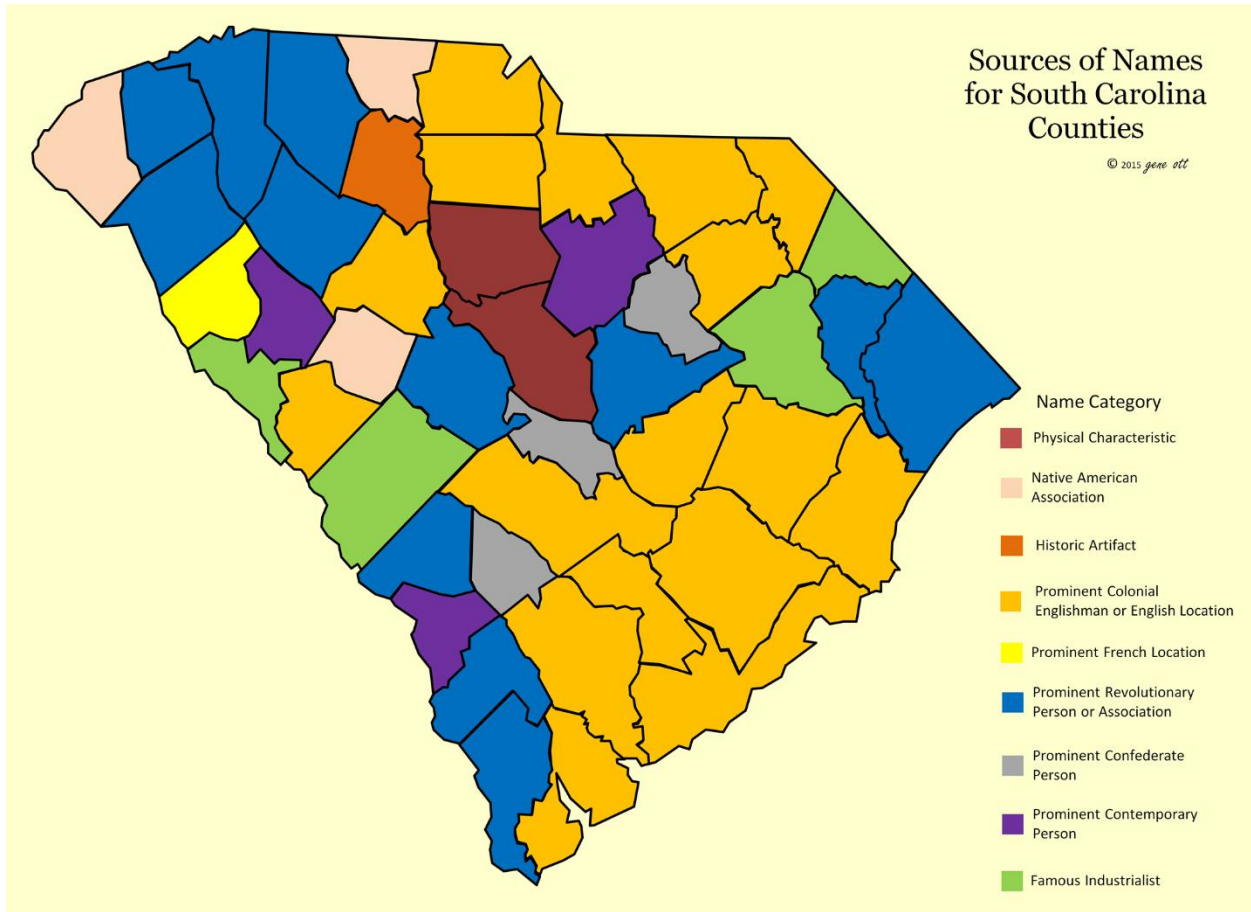 Sources of Names
for South Carolina
Counties
© 2015 gene ott
Name Category
Physical Characteristic
Native American
Association
Historic Artifact
Prominent Colonial
Englishman or English Location
Prominent French Location
Prominent Revolutionary
Person or Association
Prominent Confederate
Person
Prominent Contemporary
Person
Famous Industrialist